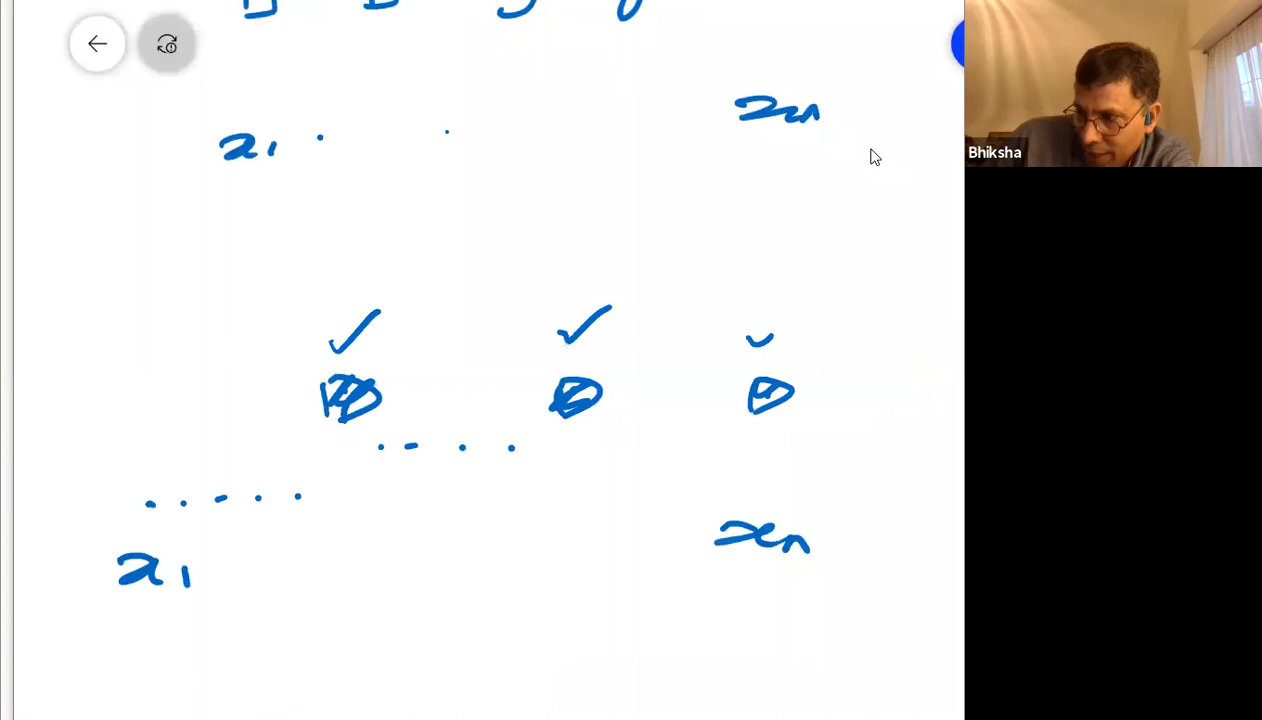 Bhiksha
x1 . . xn
x1 xn